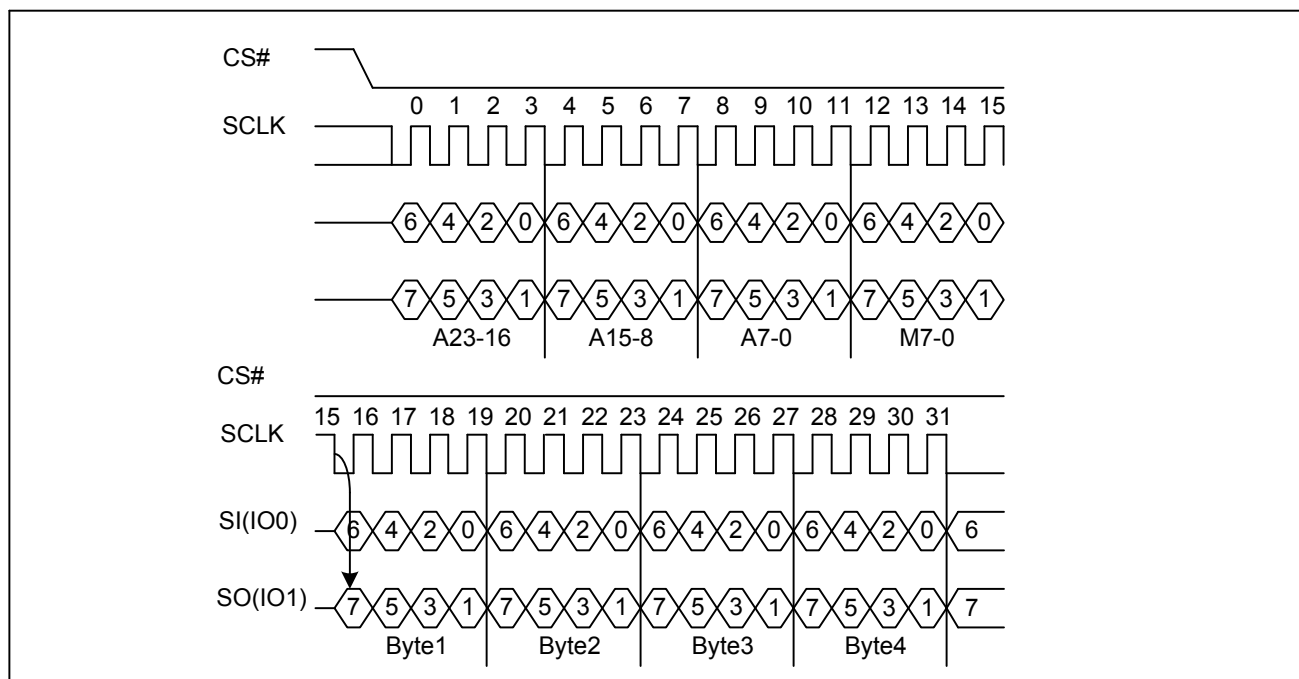 CS#
0 1 2 3 4 5 6 7 8 9 10 11 12 13 14 15
SCLK
6 4 2 0 6 4 2 0 6 4 2 0 6 4 2 0
7 5 3 1 7 5 3 1 7 5 3 1 7 5 3 1
A23-16 A15-8 A7-0 M7-0
CS#
15 16 17 18 19 20 21 22 23 24 25 26 27 28 29 30 31
SCLK
SI(IO0) 6 4 2 0 6 4 2 0 6 4 2 0 6 4 2 0 6
SO(IO1) 7 5 3 1 7 5 3 1 7 5 3 1 7 5 3 1 7
Byte1 Byte2 Byte3 Byte4